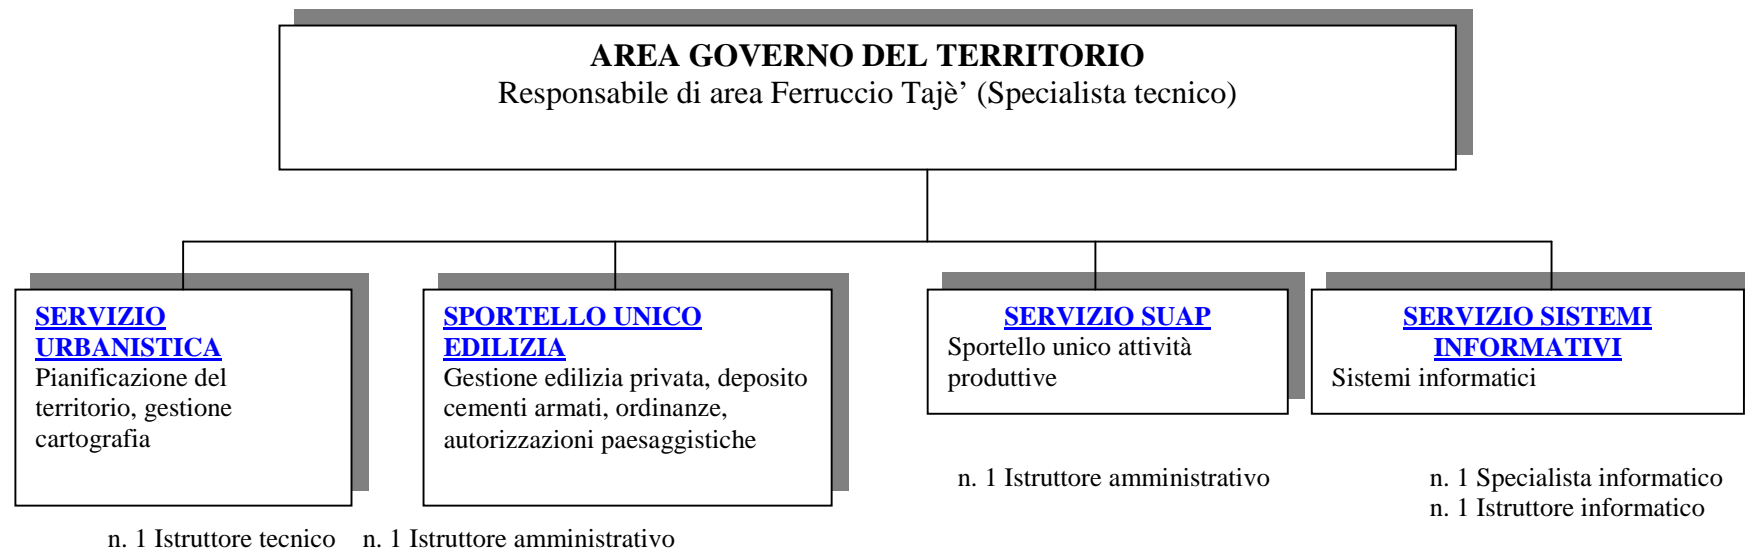 AREA GOVERNO DEL TERRITORIO
Responsabile di area Ferruccio Tajè’ (Specialista tecnico)
SERVIZIO
URBANISTICA
Pianificazione del
territorio, gestione
cartografia
SPORTELLO UNICO
EDILIZIA
Gestione edilizia privata, deposito
cementi armati, ordinanze,
autorizzazioni paesaggistiche
SERVIZIO SUAP
Sportello unico attività
produttive
SERVIZIO SISTEMI
INFORMATIVI
Sistemi informatici
n. 1 Istruttore amministrativo
n. 1 Specialista informatico
n. 1 Istruttore informatico
n. 1 Istruttore tecnico n. 1 Istruttore amministrativo